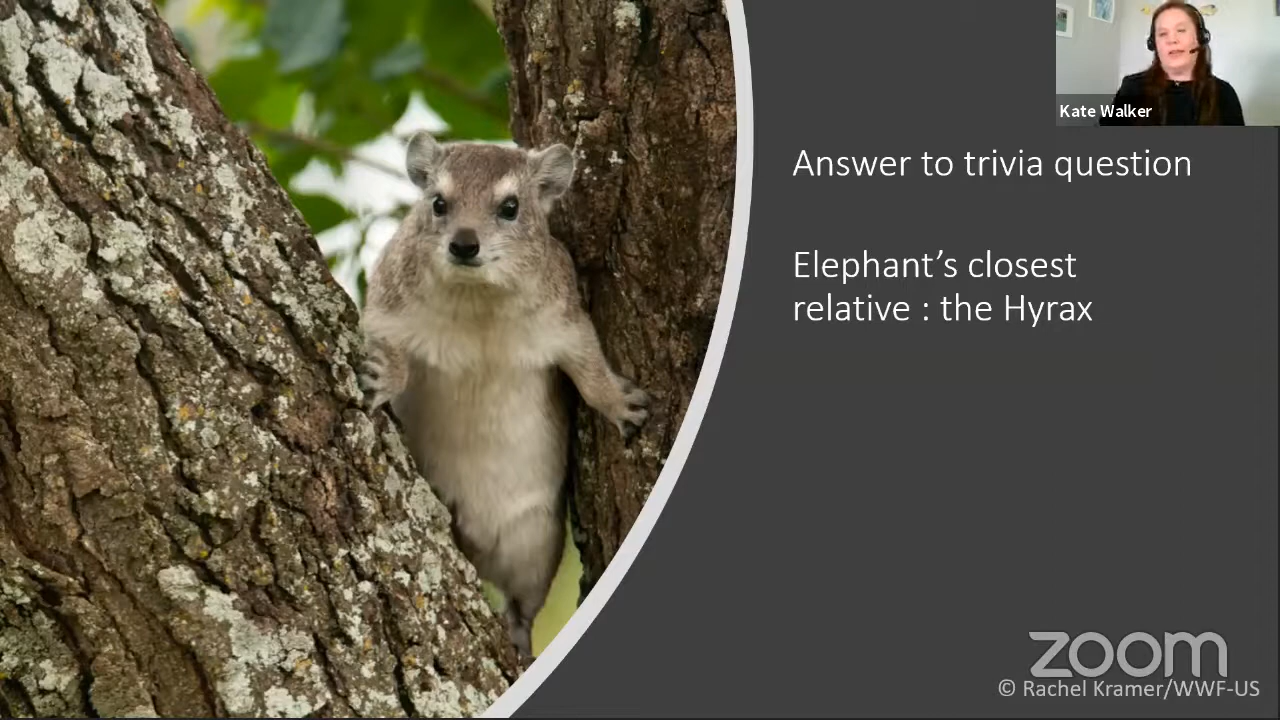 Kate Walker
Answer to trivia question
Elephant’s closest
relative : the Hyrax
zoom
© Rachel Kramer/WWF-US